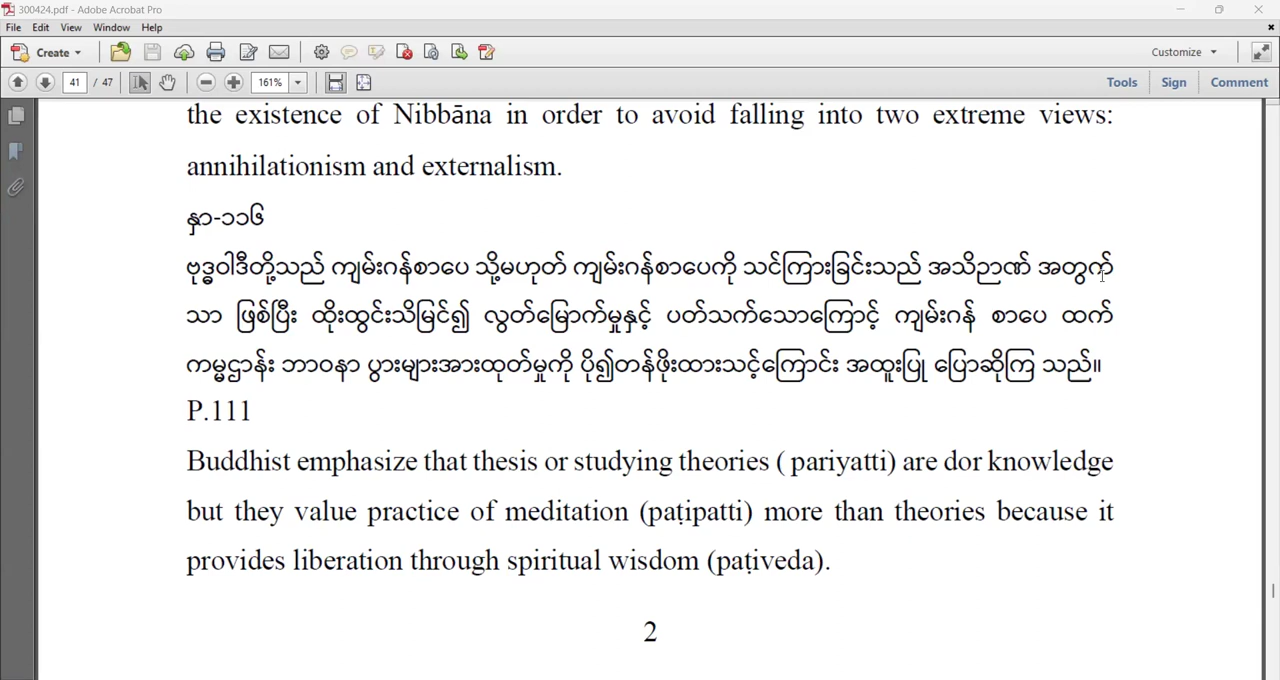 300424.pdf - Adobe Acrobat Pro
File Edit View Window Help
Create Customize
41 / 47 161% Tools Sign Comment
the existence of Nibbāna in order to avoid falling into two extreme views:
annihilationism and externalism.
နှာ-၁၁၆
ဗုဒ္ဓဝါဒီတို့သည် ကျမ်းဂန်စာပေ သို့မဟုတ် ကျမ်းဂန်စာပေကို သင်ကြားခြင်းသည် အသိဉာဏ် အတွက်
သာ ဖြစ်ပြီး ထိုးထွင်းသိမြင်၍ လွတ်မြောက်မှုနှင့် ပတ်သက်သောကြောင့် ကျမ်းဂန် စာပေ ထက်
ကမ္မဌာန်း ဘာဝနာ ပွားများအားထုတ်မှုကို ပို၍တန်ဖိုးထားသင့်ကြောင်း အထူးပြု ပြောဆိုကြ သည်။
P.111
Buddhist emphasize that thesis or studying theories ( pariyatti) are dor knowledge
but they value practice of meditation (paṭipatti) more than theories because it
provides liberation through spiritual wisdom (paṭiveda).
2